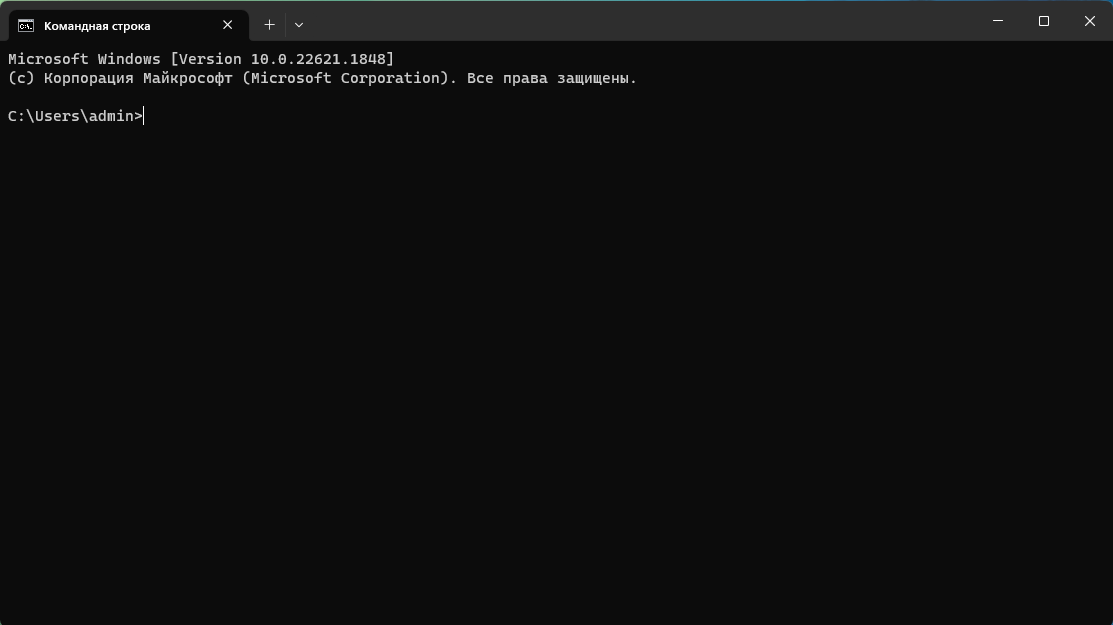 Командная строка
Microsoft Windows [Version 10.0.22621.1848]
(c) Корпорация Майкрософт (Microsoft Corporation). Все права защищены.
C:\Users\admin>